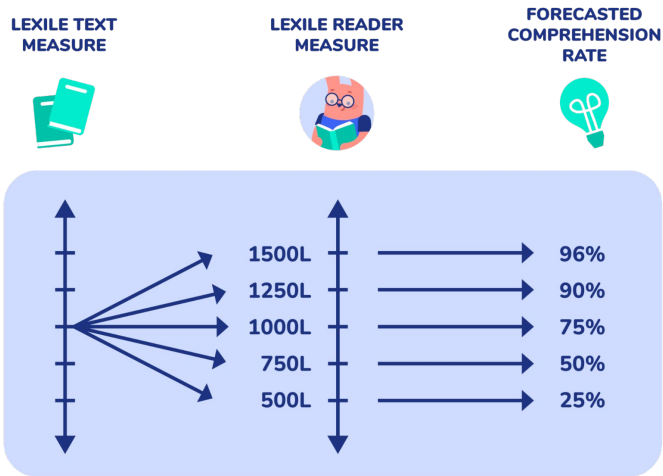 LEXILE TEXT
MEASURE
LEXILE READER
MEASURE
FORECASTED
COMPREHENSION
RATE
1500L 96%
1250L 90%
1000L 75%
750L 50%
500L 25%